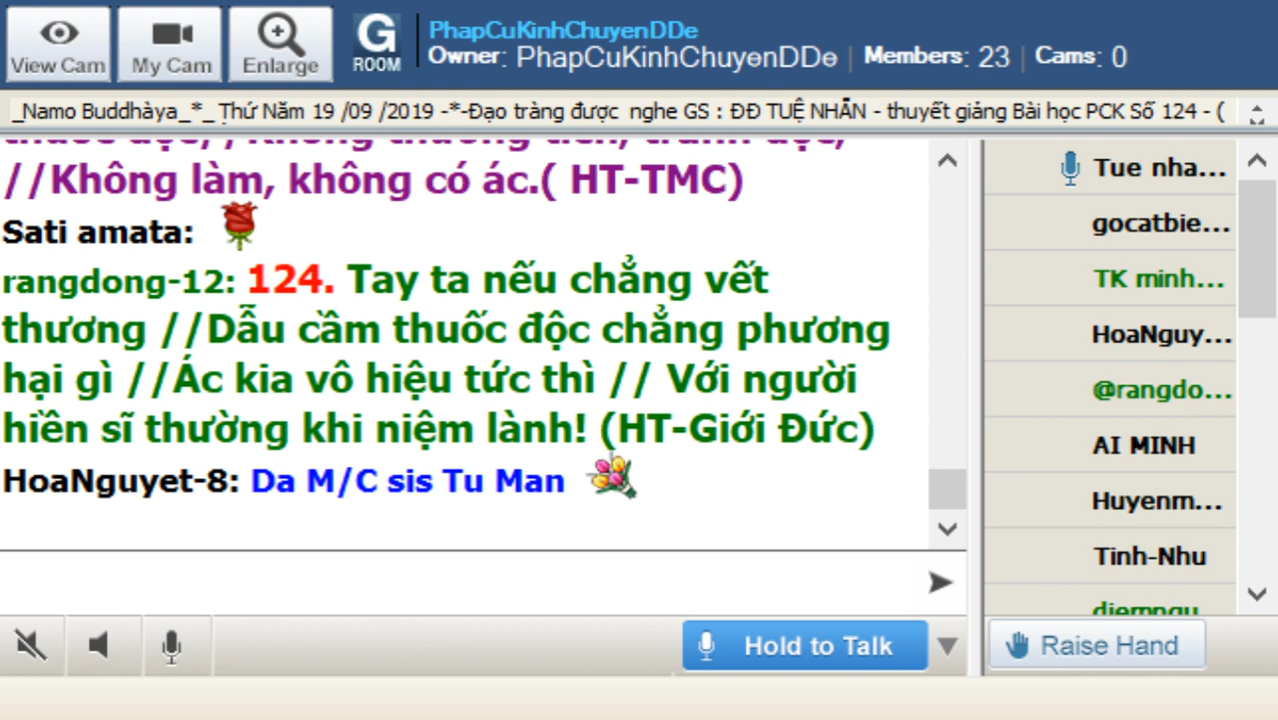 View Cam
My Cam
Enlarge
G
ROOM
PhapCuKinhChuyenDDe
Owner: PhapCuKinhChuyenDDe | Members: 23 | Cams: 0
_Namo Buddhàya_*_ Thứ Năm 19 /09 /2019 -*-Đạo tràng được nghe GS : ĐĐ TUỆ NHÃN - thuyết giảng Bài học PCK Số 124 - (
//Không làm, không có ác.( HT-TMC)
Sati amata:
rangdong-12: 124. Tay ta nếu chẳng vết
thương //Dẫu cầm thuốc độc chẳng phương
hại gì //Ác kia vô hiệu tức thì // Với người
hiền sĩ thường khi niệm lành! (HT-Giới Đức)
HoaNguyet-8: Da M/C sis Tu Man
Tue nha...
gocatbie...
TK minh...
HoaNguy...
@rangdo...
AI MINH
Huyenm...
Tinh-Nhu
Hold to Talk
Raise Hand